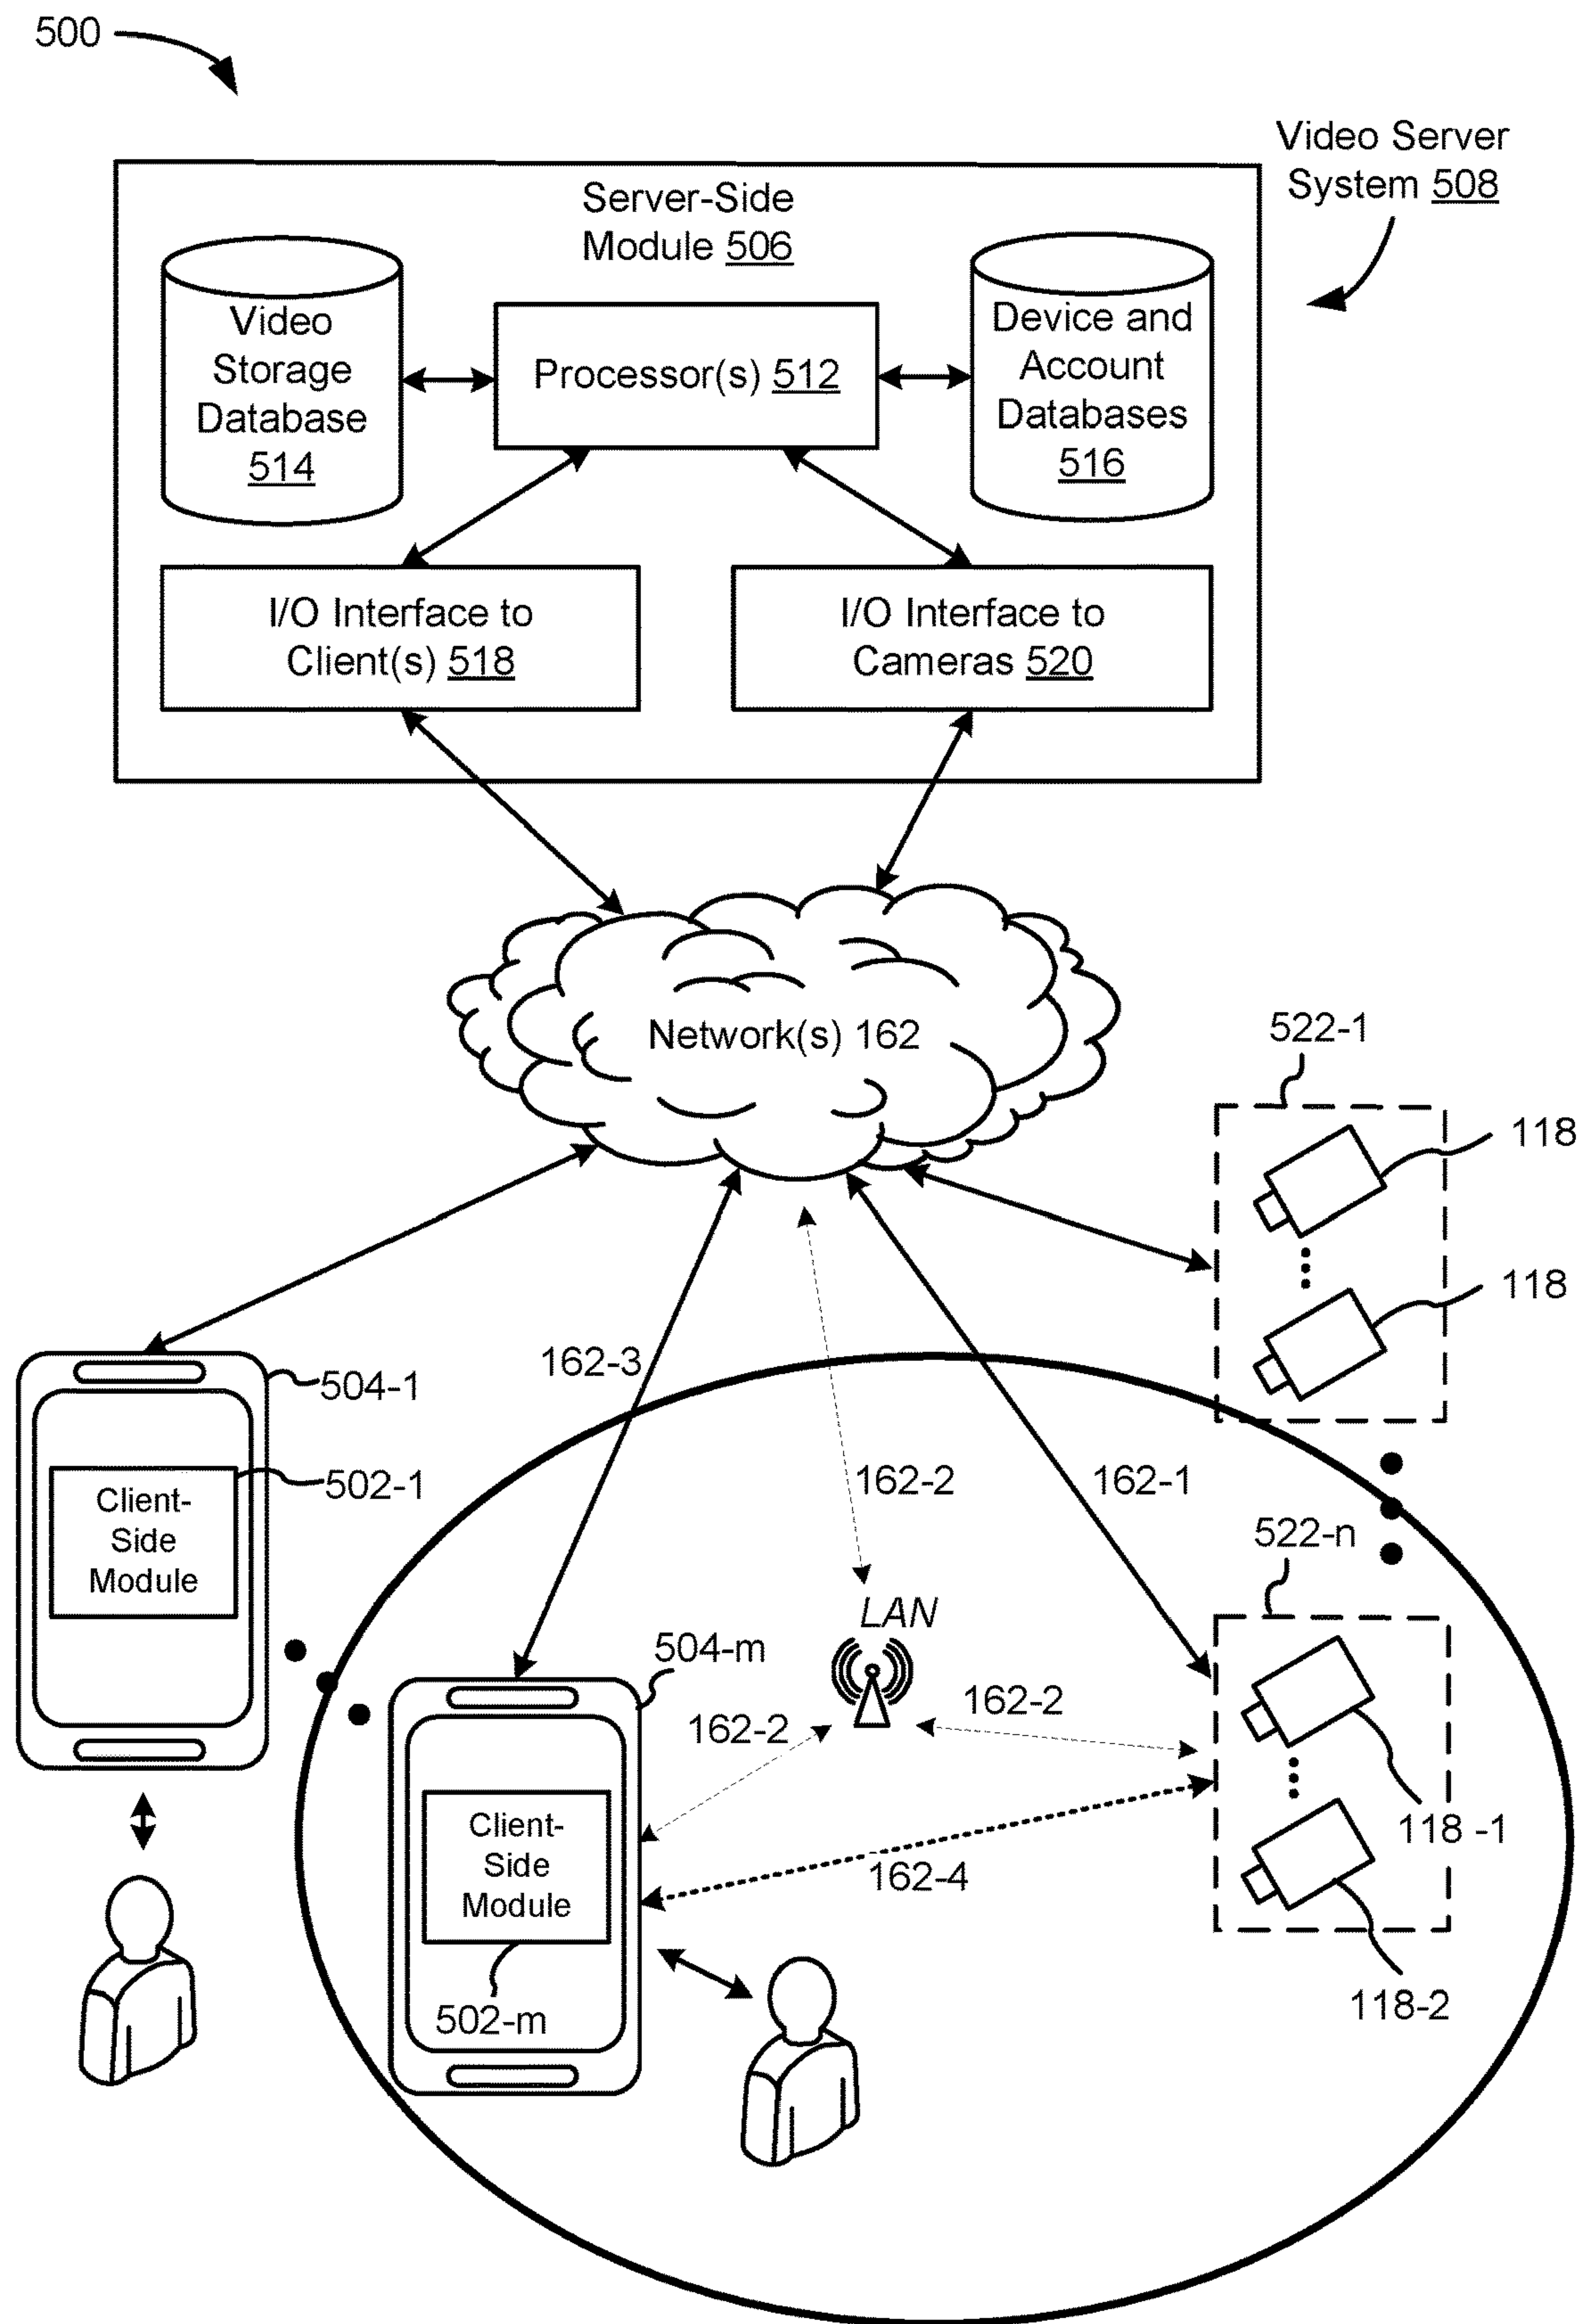 500
Video Server
System 508
Server-Side
Module 506
Video
Storage
Database
514
Processor(s) 512
Device and
Account
Databases
516
I/O Interface to
Client(s) 518
I/O Interface to
Cameras 520
Network(s) 162
522-1
118
118
162-3
504-1
162-2
162-1
502-1
Client-
Side
Module
522-n
LAN
504-m
162-2
162-2
Client-
Side
Module
118 -1
162-4
118-2
502-m